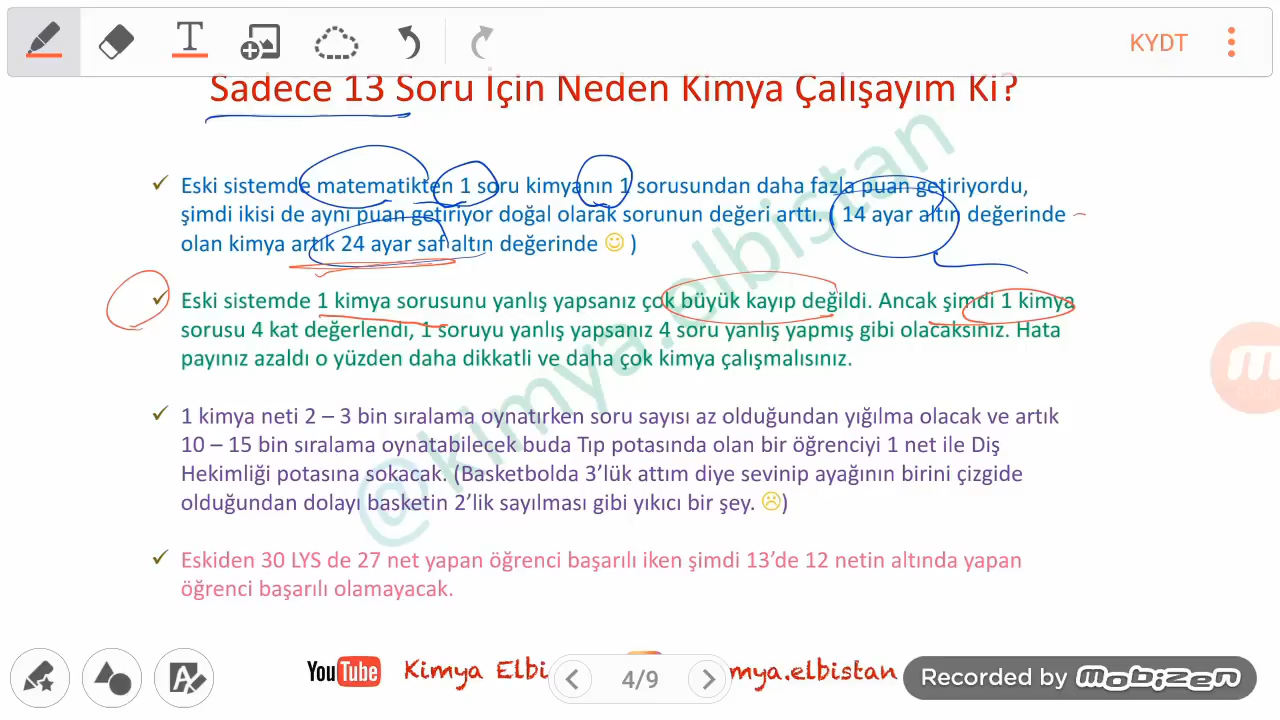 T
KYDT
Sadece 13 Soru İçin Neden Kimya Çalışayım Ki?
Eski sistemde matematikten 1 soru kimyanın 1 sorusundan daha fazla puan getiriyordu,
şimdi ikisi de aynı puan getiriyor doğal olarak sorunun değeri arttı. ( 14 ayar altın değerinde
olan kimya artık 24 ayar saf altın değerinde ☺ )
Eski sistemde 1 kimya sorusunu yanlış yapsanız çok büyük kayıp değildi. Ancak şimdi 1 kimya
sorusu 4 kat değerlendi, 1 soruyu yanlış yapsanız 4 soru yanlış yapmış gibi olacaksınız. Hata
payınız azaldı o yüzden daha dikkatli ve daha çok kimya çalışmalısınız.
1 kimya neti 2 – 3 bin sıralama oynatırken soru sayısı az olduğundan yığılma olacak ve artık
10 – 15 bin sıralama oynatabilecek buda Tıp potasında olan bir öğrenciyi 1 net ile Diş
Hekimliği potasına sokacak. (Basketbolda 3’lük attım diye sevinip ayağının birini çizgide
olduğundan dolayı basketin 2’lik sayılması gibi yıkıcı bir şey. ☹)
Eskiden 30 LYS de 27 net yapan öğrenci başarılı iken şimdi 13’de 12 netin altında yapan
öğrenci başarılı olamayacak.
@kimya.elbistan
YouTube Kimya Elbi mya.elbistan
4/9
Recorded by mobizen